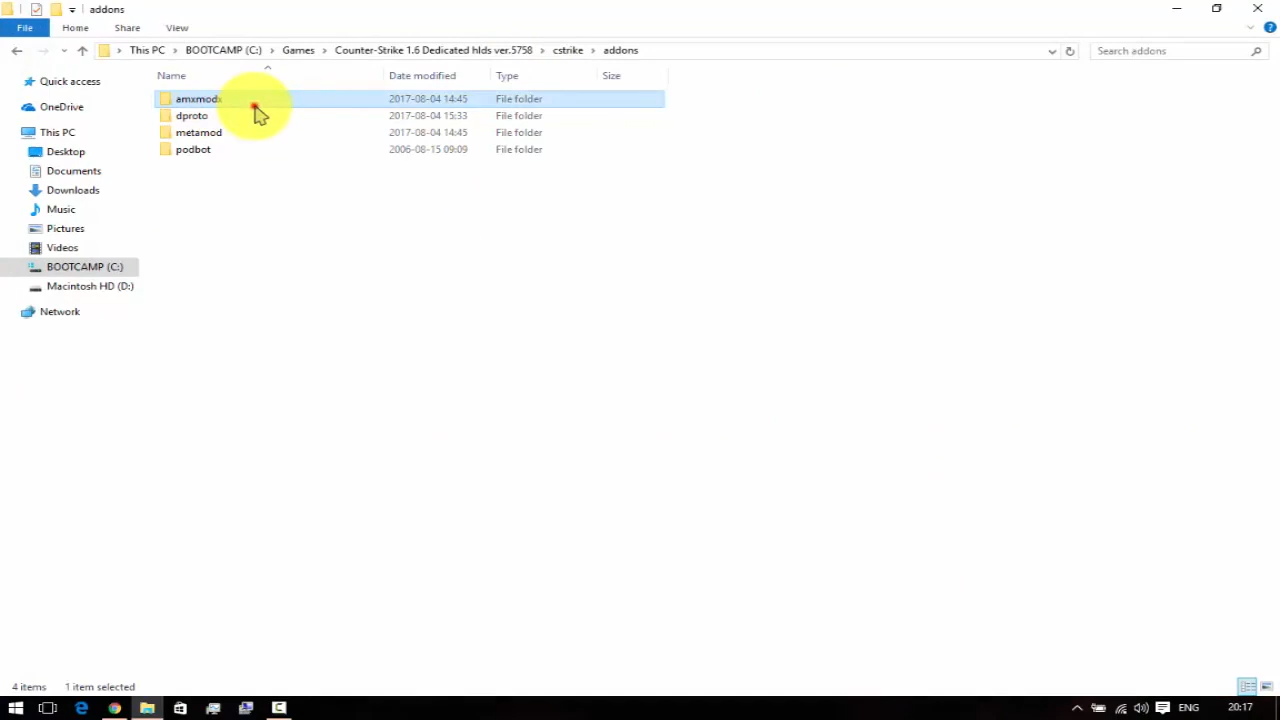 addons
File Home Share View
This PC > BOOTCAMP (C:) > Games > Counter-Strike 1.6 Dedicated hlds ver.5758 > cstrike > addons
Search addons
Name Date modified Type Size
Quick access
OneDrive
This PC
Desktop
Documents
Downloads
Music
Pictures
Videos
BOOTCAMP (C:)
Macintosh HD (D:)
Network
amxmodx 2017-08-04 14:45 File folder
dproto 2017-08-04 15:33 File folder
metamod 2017-08-04 14:45 File folder
podbot 2006-08-15 09:09 File folder
4 items 1 item selected
ENG 20:17